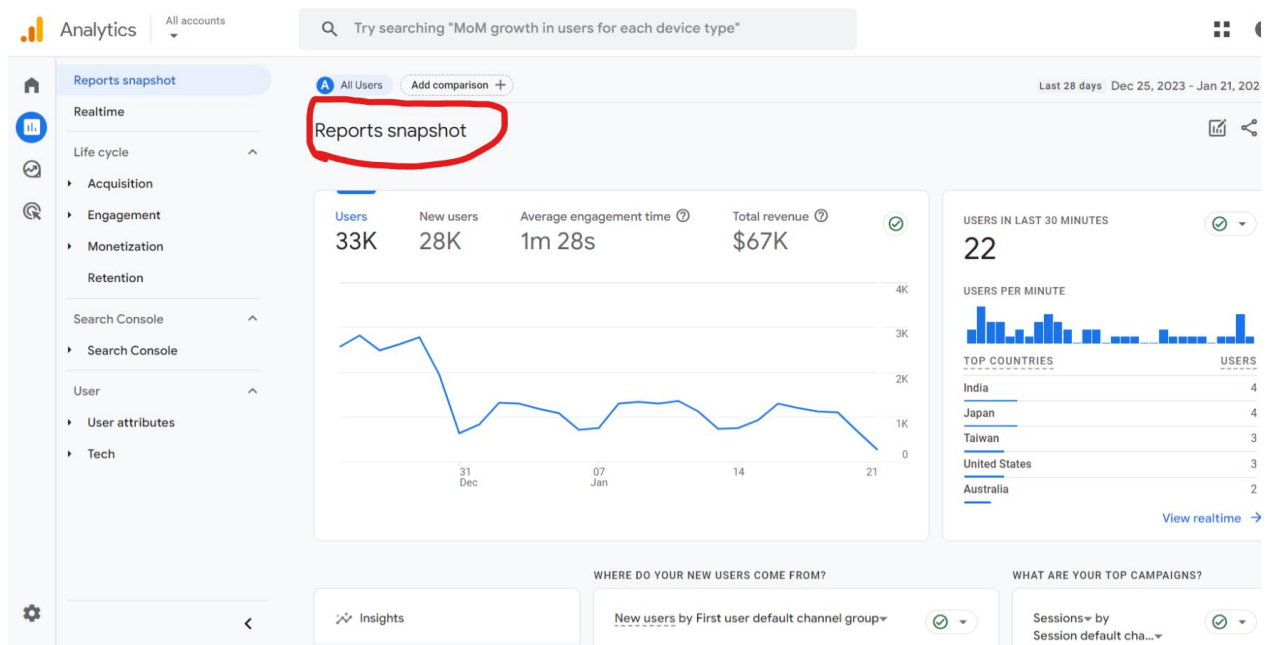 Analytics
All accounts
Try searching "MoM growth in users for each device type"
Reports snapshot
Realtime
Life cycle
Acquisition
Engagement
Monetization
Retention
Search Console
Search Console
User
User attributes
Tech
A All Users
Add comparison +
Last 28 days Dec 25, 2023 - Jan 21, 202
Reports snapshot
Users
33K
New users
28K
Average engagement time
1m 28s
Total revenue
$67K
4K
3K
2K
1K
0
31
Dec
07
Jan
14
21
USERS IN LAST 30 MINUTES
22
USERS PER MINUTE
TOP COUNTRIES USERS
India 4
Japan 4
Taiwan 3
United States 3
Australia 2
View realtime
Insights
WHERE DO YOUR NEW USERS COME FROM?
New users by First user default channel group
WHAT ARE YOUR TOP CAMPAIGNS?
Sessions by
Session default cha...